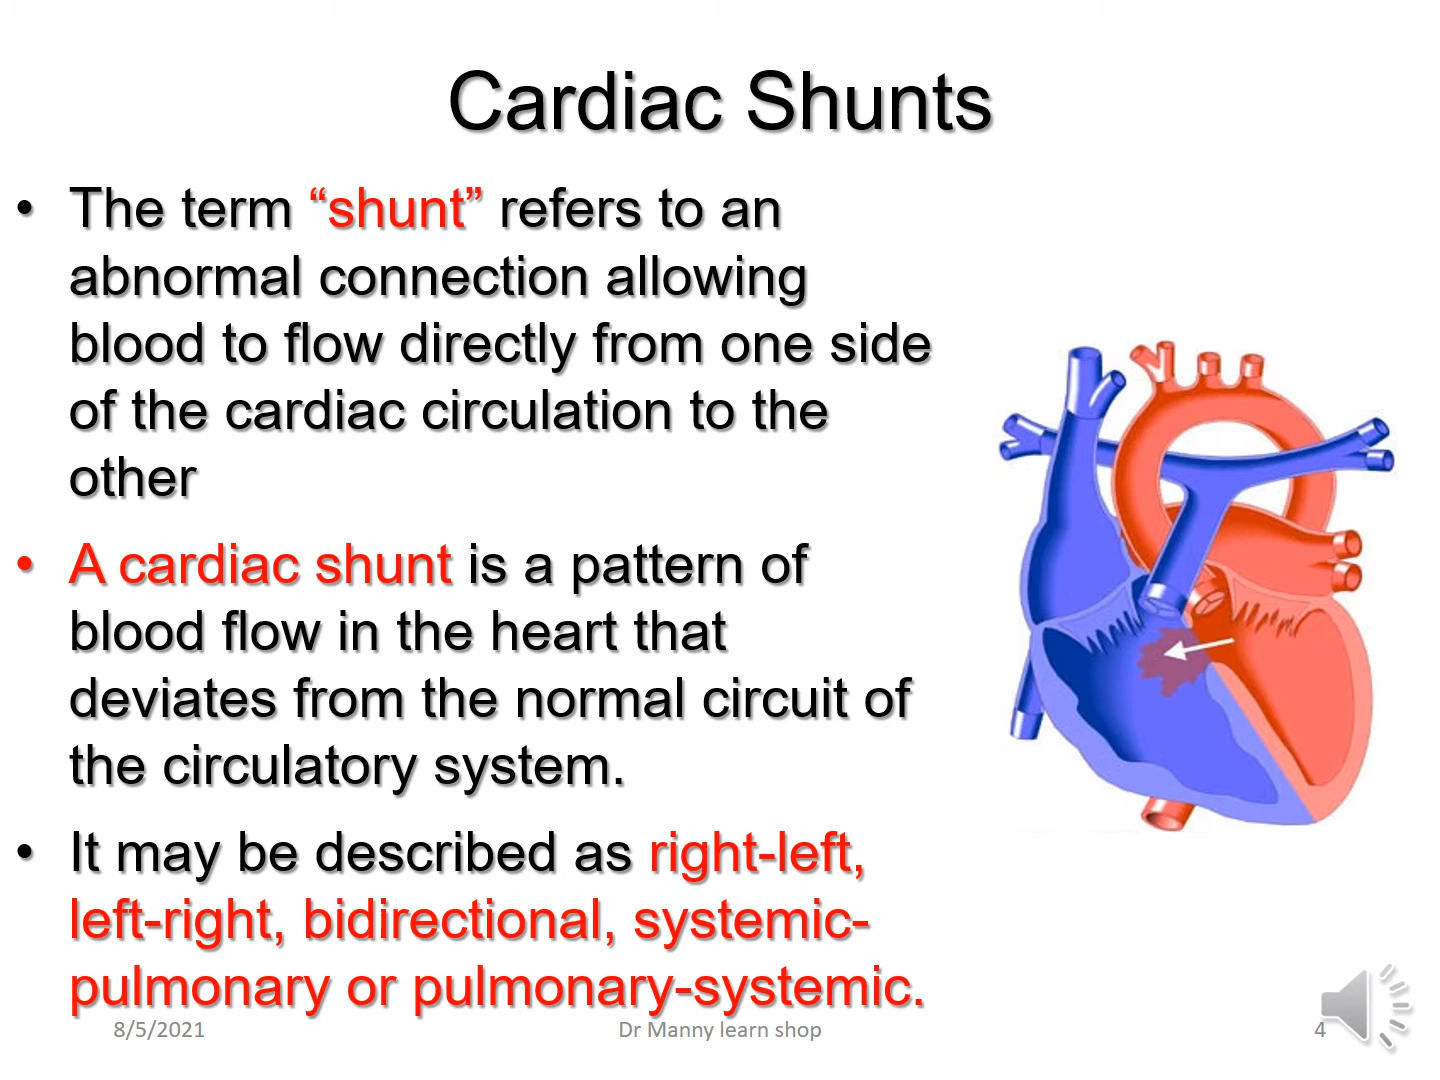 Cardiac Shunts
• The term “shunt” refers to an
abnormal connection allowing
blood to flow directly from one side
of the cardiac circulation to the
other
• A cardiac shunt is a pattern of
blood flow in the heart that
deviates from the normal circuit of
the circulatory system.
• It may be described as right-left,
left-right, bidirectional, systemic-
pulmonary or pulmonary-systemic.
8/5/2021
Dr Manny learn shop
4